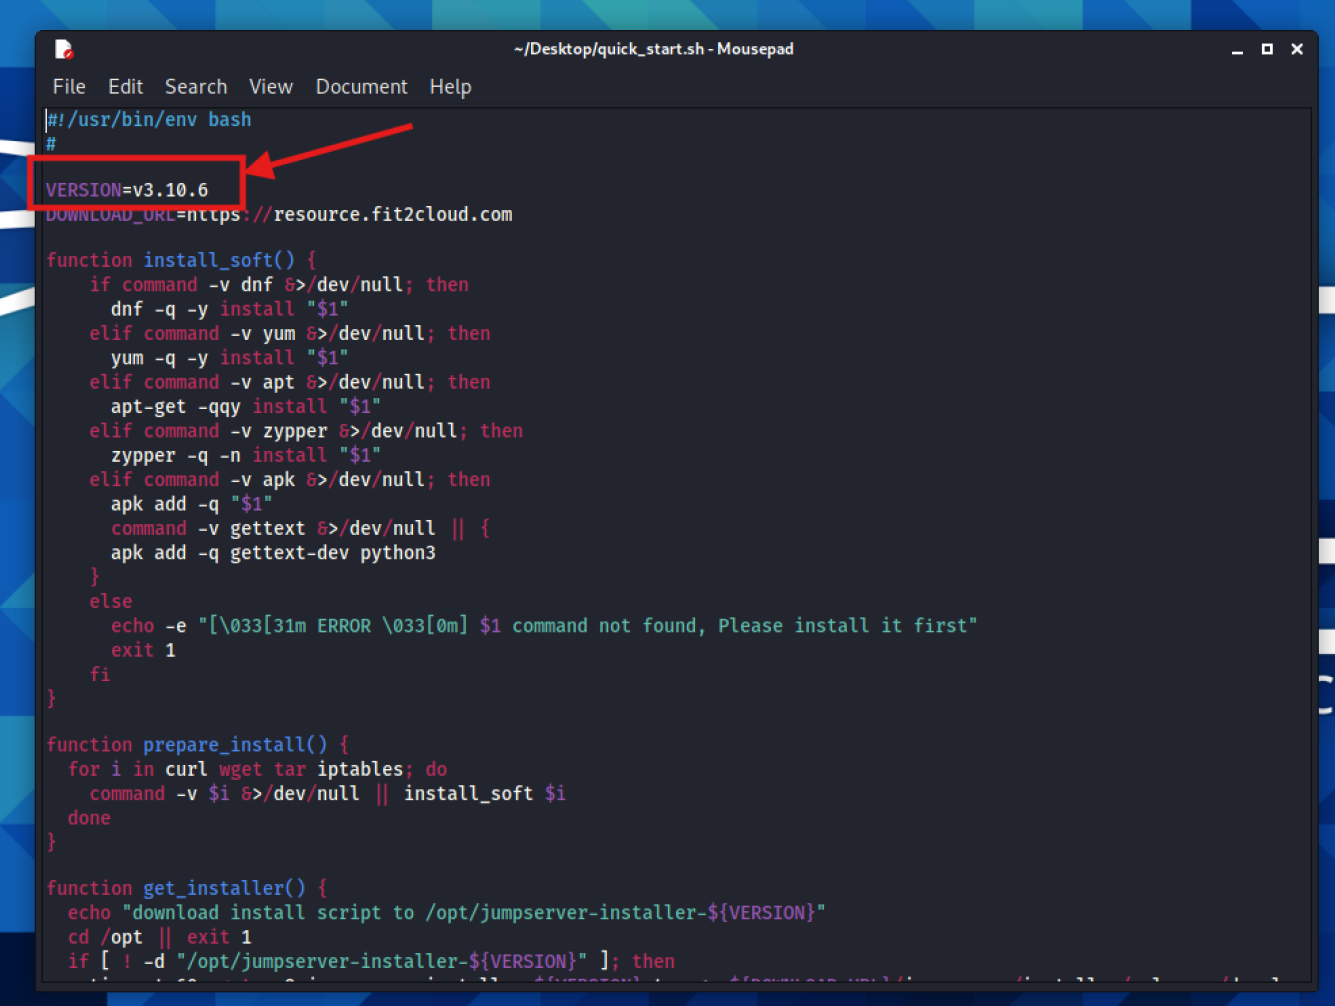 ~/Desktop/quick_start.sh - Mousepad
File Edit Search View Document Help
#!/usr/bin/env bash
#
VERSION=v3.10.6
DOWNLOAD_URL=https://resource.fit2cloud.com
function install_soft() {
    if command -v dnf &>/dev/null; then
      dnf -q -y install "$1"
    elif command -v yum &>/dev/null; then
      yum -q -y install "$1"
    elif command -v apt &>/dev/null; then
      apt-get -qqy install "$1"
    elif command -v zypper &>/dev/null; then
      zypper -q -n install "$1"
    elif command -v apk &>/dev/null; then
      apk add -q "$1"
      command -v gettext &>/dev/null || {
      apk add -q gettext-dev python3
    }
    else
      echo -e "[\033[31m ERROR \033[0m] $1 command not found, Please install it first"
      exit 1
    fi
}
function prepare_install() {
  for i in curl wget tar iptables; do
    command -v $i &>/dev/null || install_soft $i
  done
}
function get_installer() {
  echo "download install script to /opt/jumpserver-installer-${VERSION}"
  cd /opt || exit 1
  if [ ! -d "/opt/jumpserver-installer-${VERSION}" ]; then